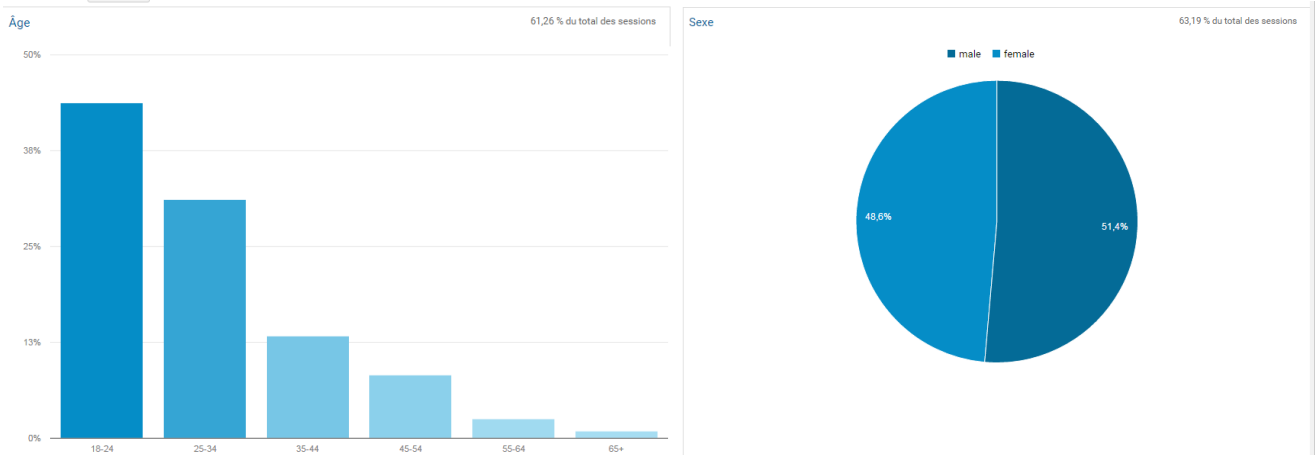 Âge
61,26 % du total des sessions
50%
38%
25%
13%
0%
18-24
25-34
35-44
45-54
55-64
65+
Sexe
63,19 % du total des sessions
male
female
48,6%
51,4%